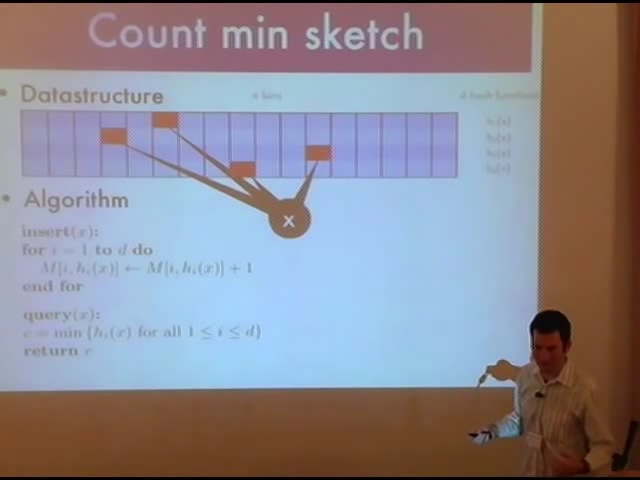 Count min sketch
Datastructure
n bins
d hash functions
h₁(x)
h₂(x)
h₃(x)
h₄(x)
x
Algorithm
insert(x):
for i = 1 to d do
M[i, hᵢ(x)] ← M[i, hᵢ(x)] + 1
end for
query(x):
c = min {hᵢ(x) for all 1 ≤ i ≤ d}
return c